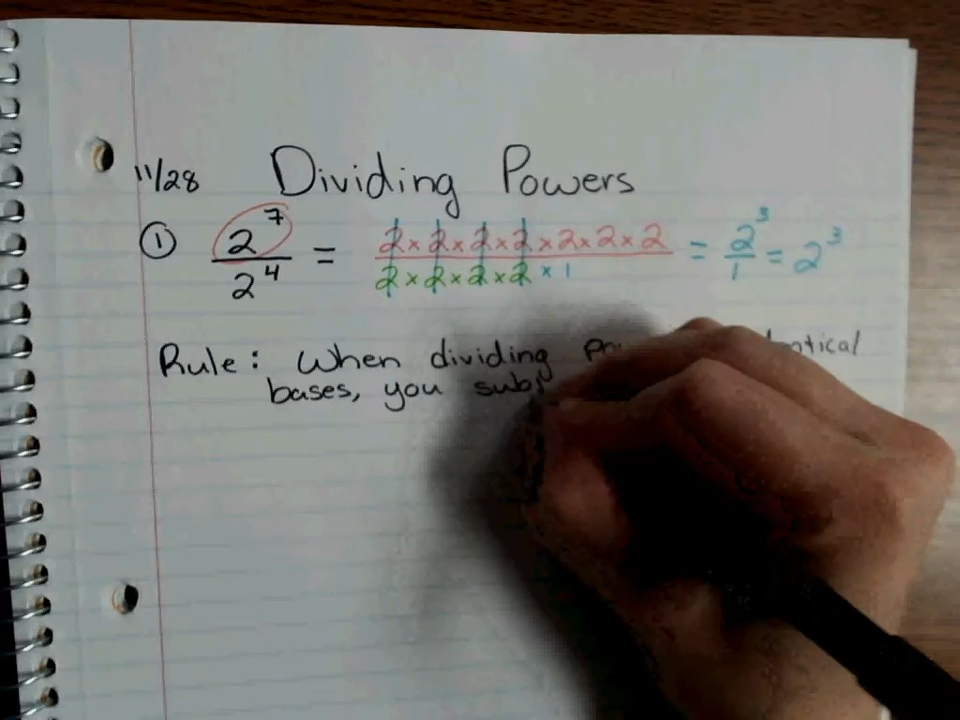 11/28 Dividing Powers
① 2^7/2^4 = 2×2×2×2×2×2×2/2×2×2×2×1 = 2^3/1 = 2^3
Rule: When dividing
bases, you